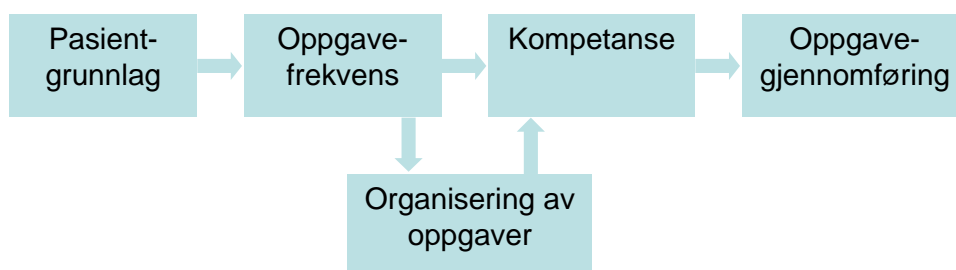 Pasient-
grunnlag
Oppgave-
frekvens
Kompetanse
Oppgave-
gjennomføring
Organisering av
oppgaver